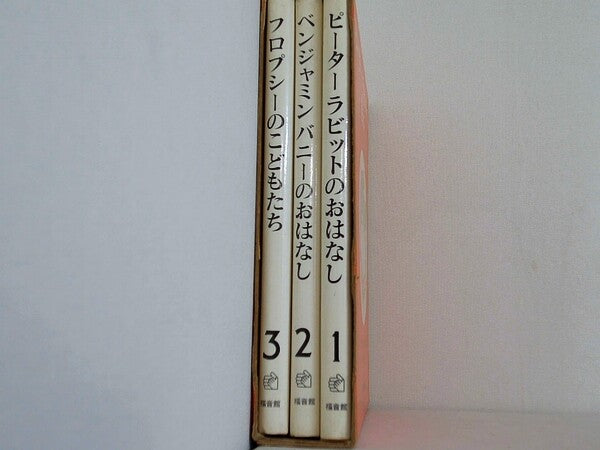 ピーターラビットのおはなし
1
福音館
ベンジャミン バニーのおはなし
2
福音館
フロプシーのこどもたち
3
福音館